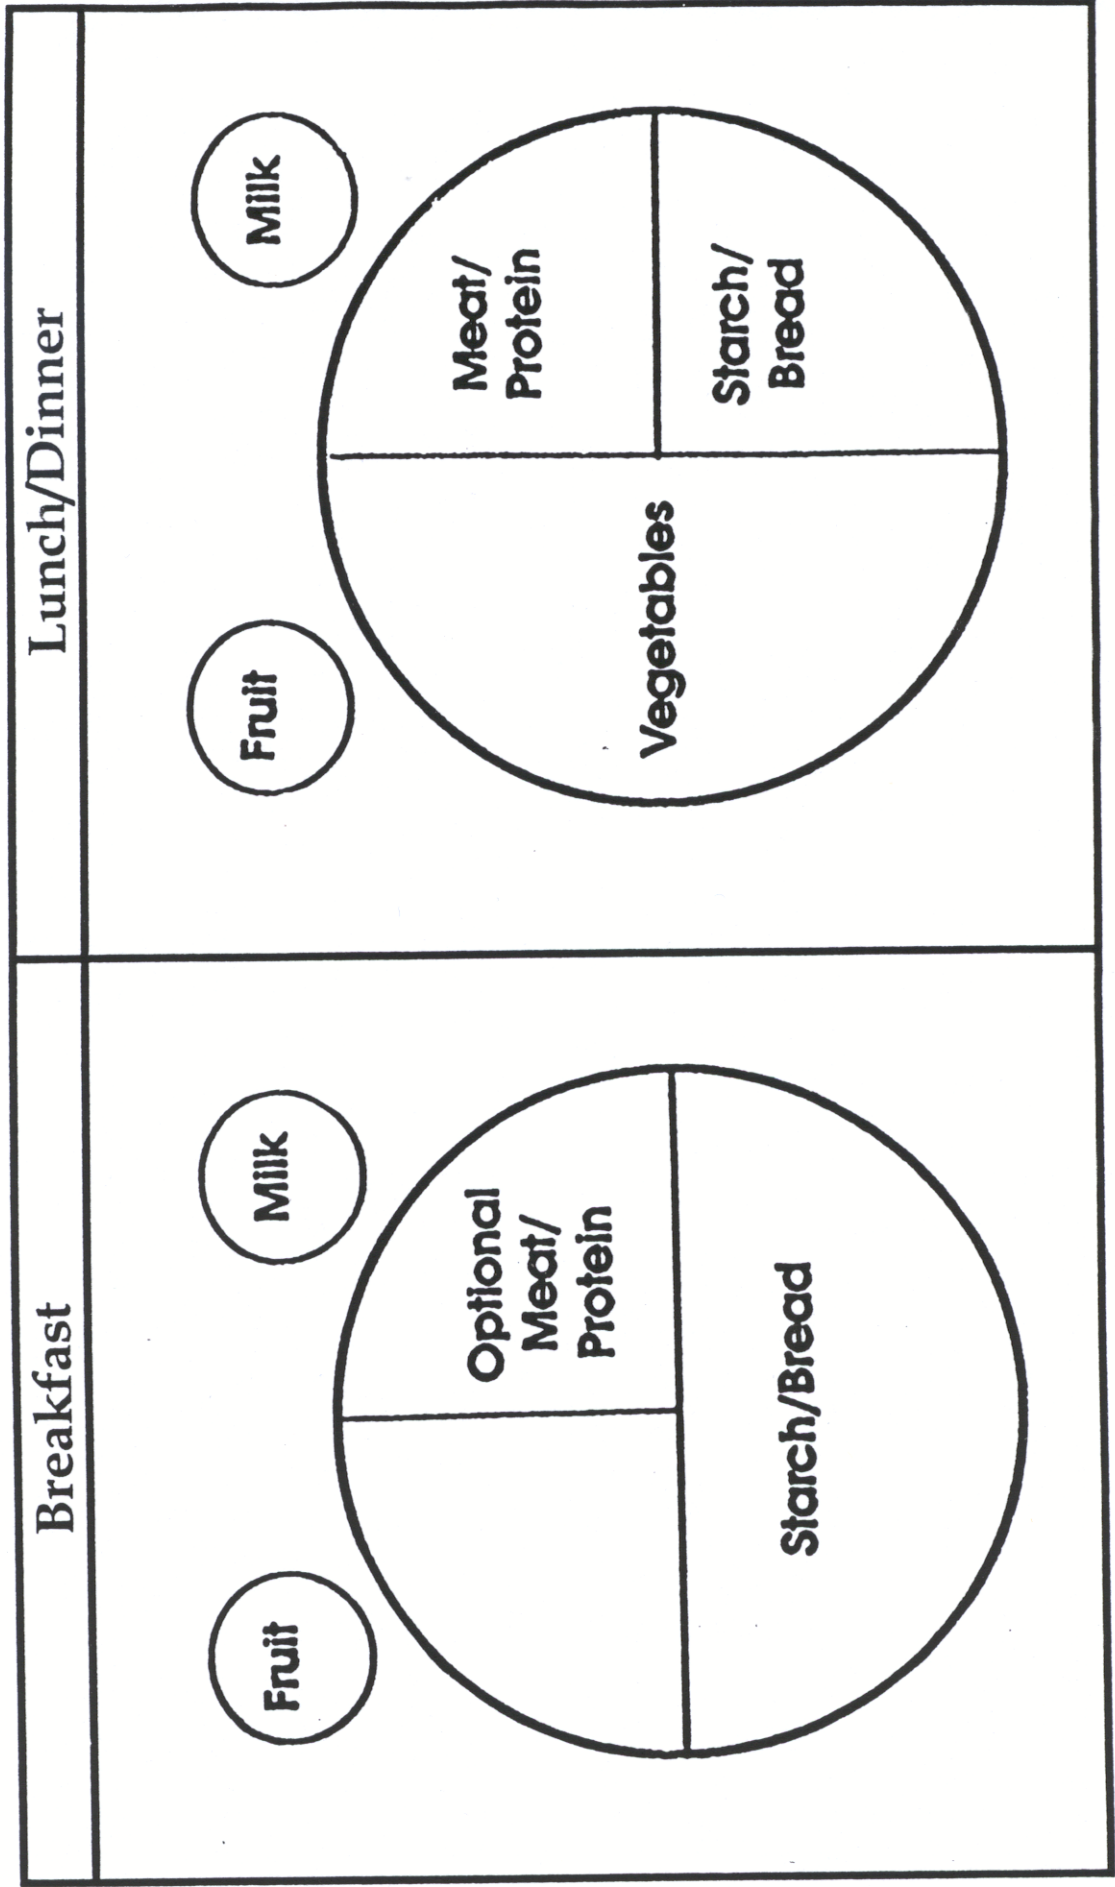 Breakfast
Fruit
Milk
Optional
Meat/
Protein
Starch/Bread
Lunch/Dinner
Fruit
Milk
Vegetables
Meat/
Protein
Starch/
Bread